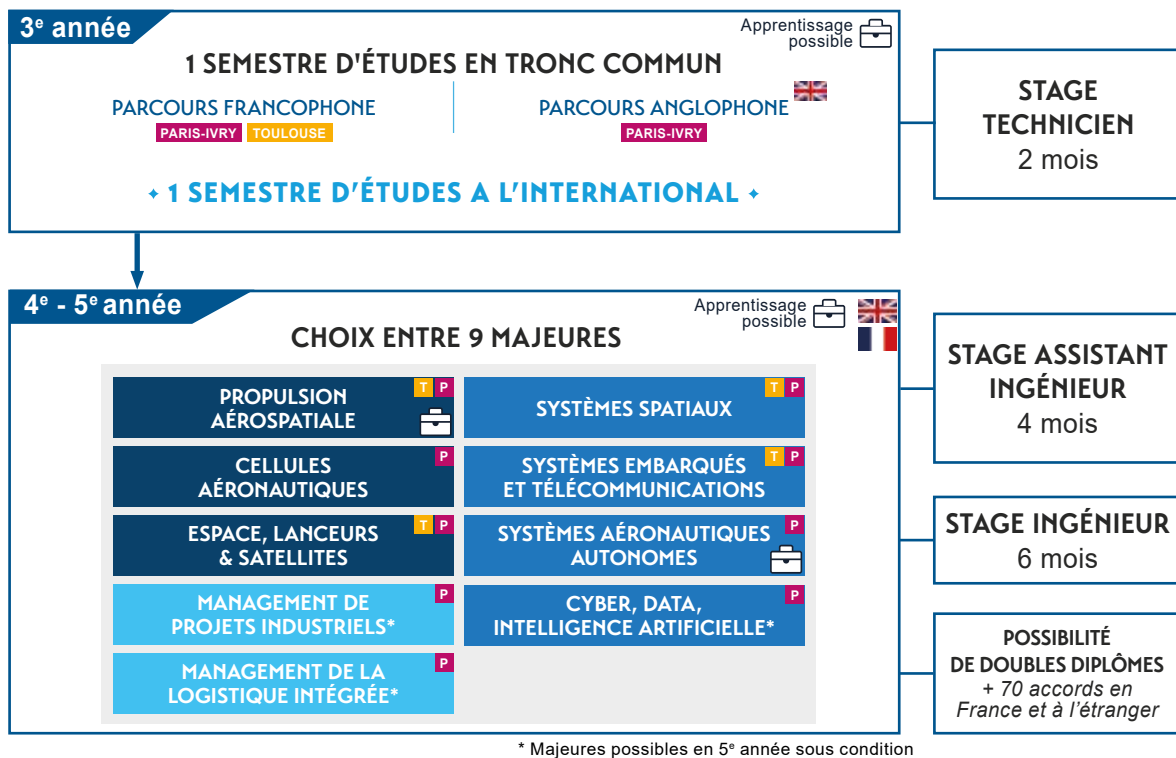 3e année
Apprentissage
possible
1 SEMESTRE D'ÉTUDES EN TRONC COMMUN
PARCOURS FRANCOPHONE
PARIS-IVRY TOULOUSE
PARCOURS ANGLOPHONE
PARIS-IVRY
1 SEMESTRE D'ÉTUDES A L'INTERNATIONAL
STAGE
TECHNICIEN
2 mois
4e - 5e année
Apprentissage
possible
CHOIX ENTRE 9 MAJEURES
PROPULSION
AÉROSPATIALE
T P
SYSTÈMES SPATIAUX
T P
CELLULES
AÉRONAUTIQUES
P
SYSTÈMES EMBARQUÉS
ET TÉLÉCOMMUNICATIONS
T P
ESPACE, LANCEURS
& SATELLITES
T P
SYSTÈMES AÉRONAUTIQUES
AUTONOMES
P
MANAGEMENT DE
PROJETS INDUSTRIELS*
P
CYBER, DATA,
INTELLIGENCE ARTIFICIELLE*
P
MANAGEMENT DE LA
LOGISTIQUE INTÉGRÉE*
P
STAGE ASSISTANT
INGÉNIEUR
4 mois
STAGE INGÉNIEUR
6 mois
POSSIBILITÉ
DE DOUBLES DIPLÔMES
+ 70 accords en
France et à l'étranger
* Majeures possibles en 5e année sous condition